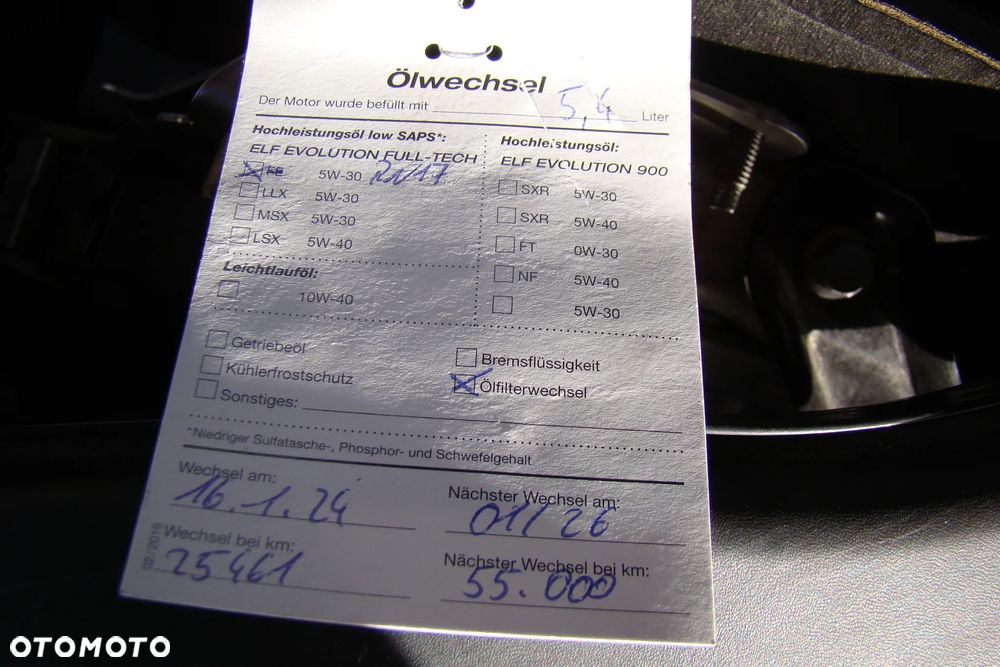 Ölwechsel
Der Motor wurde befüllt mit 5,4 Liter
Hochleistungsöl low SAPS*:
ELF EVOLUTION FULL-TECH
FE 5W-30 RN17
LLX 5W-30
MSX 5W-30
LSX 5W-40
Leichtlauföl:
10W-40
Hochleistungsöl:
ELF EVOLUTION 900
SXR 5W-30
SXR 5W-40
FT 0W-30
NF 5W-40
5W-30
Getriebeöl
Kühlerfrostschutz
Sonstiges:
Bremsflüssigkeit
Ölfilterwechsel
*Niedriger Sulfatasche-, Phosphor- und Schwefelgehalt
Wechsel am:
16.1.24
Nächster Wechsel am:
01/26
Wechsel bei km:
25461
Nächster Wechsel bei km:
55.000
02/2019
OTOMOTO